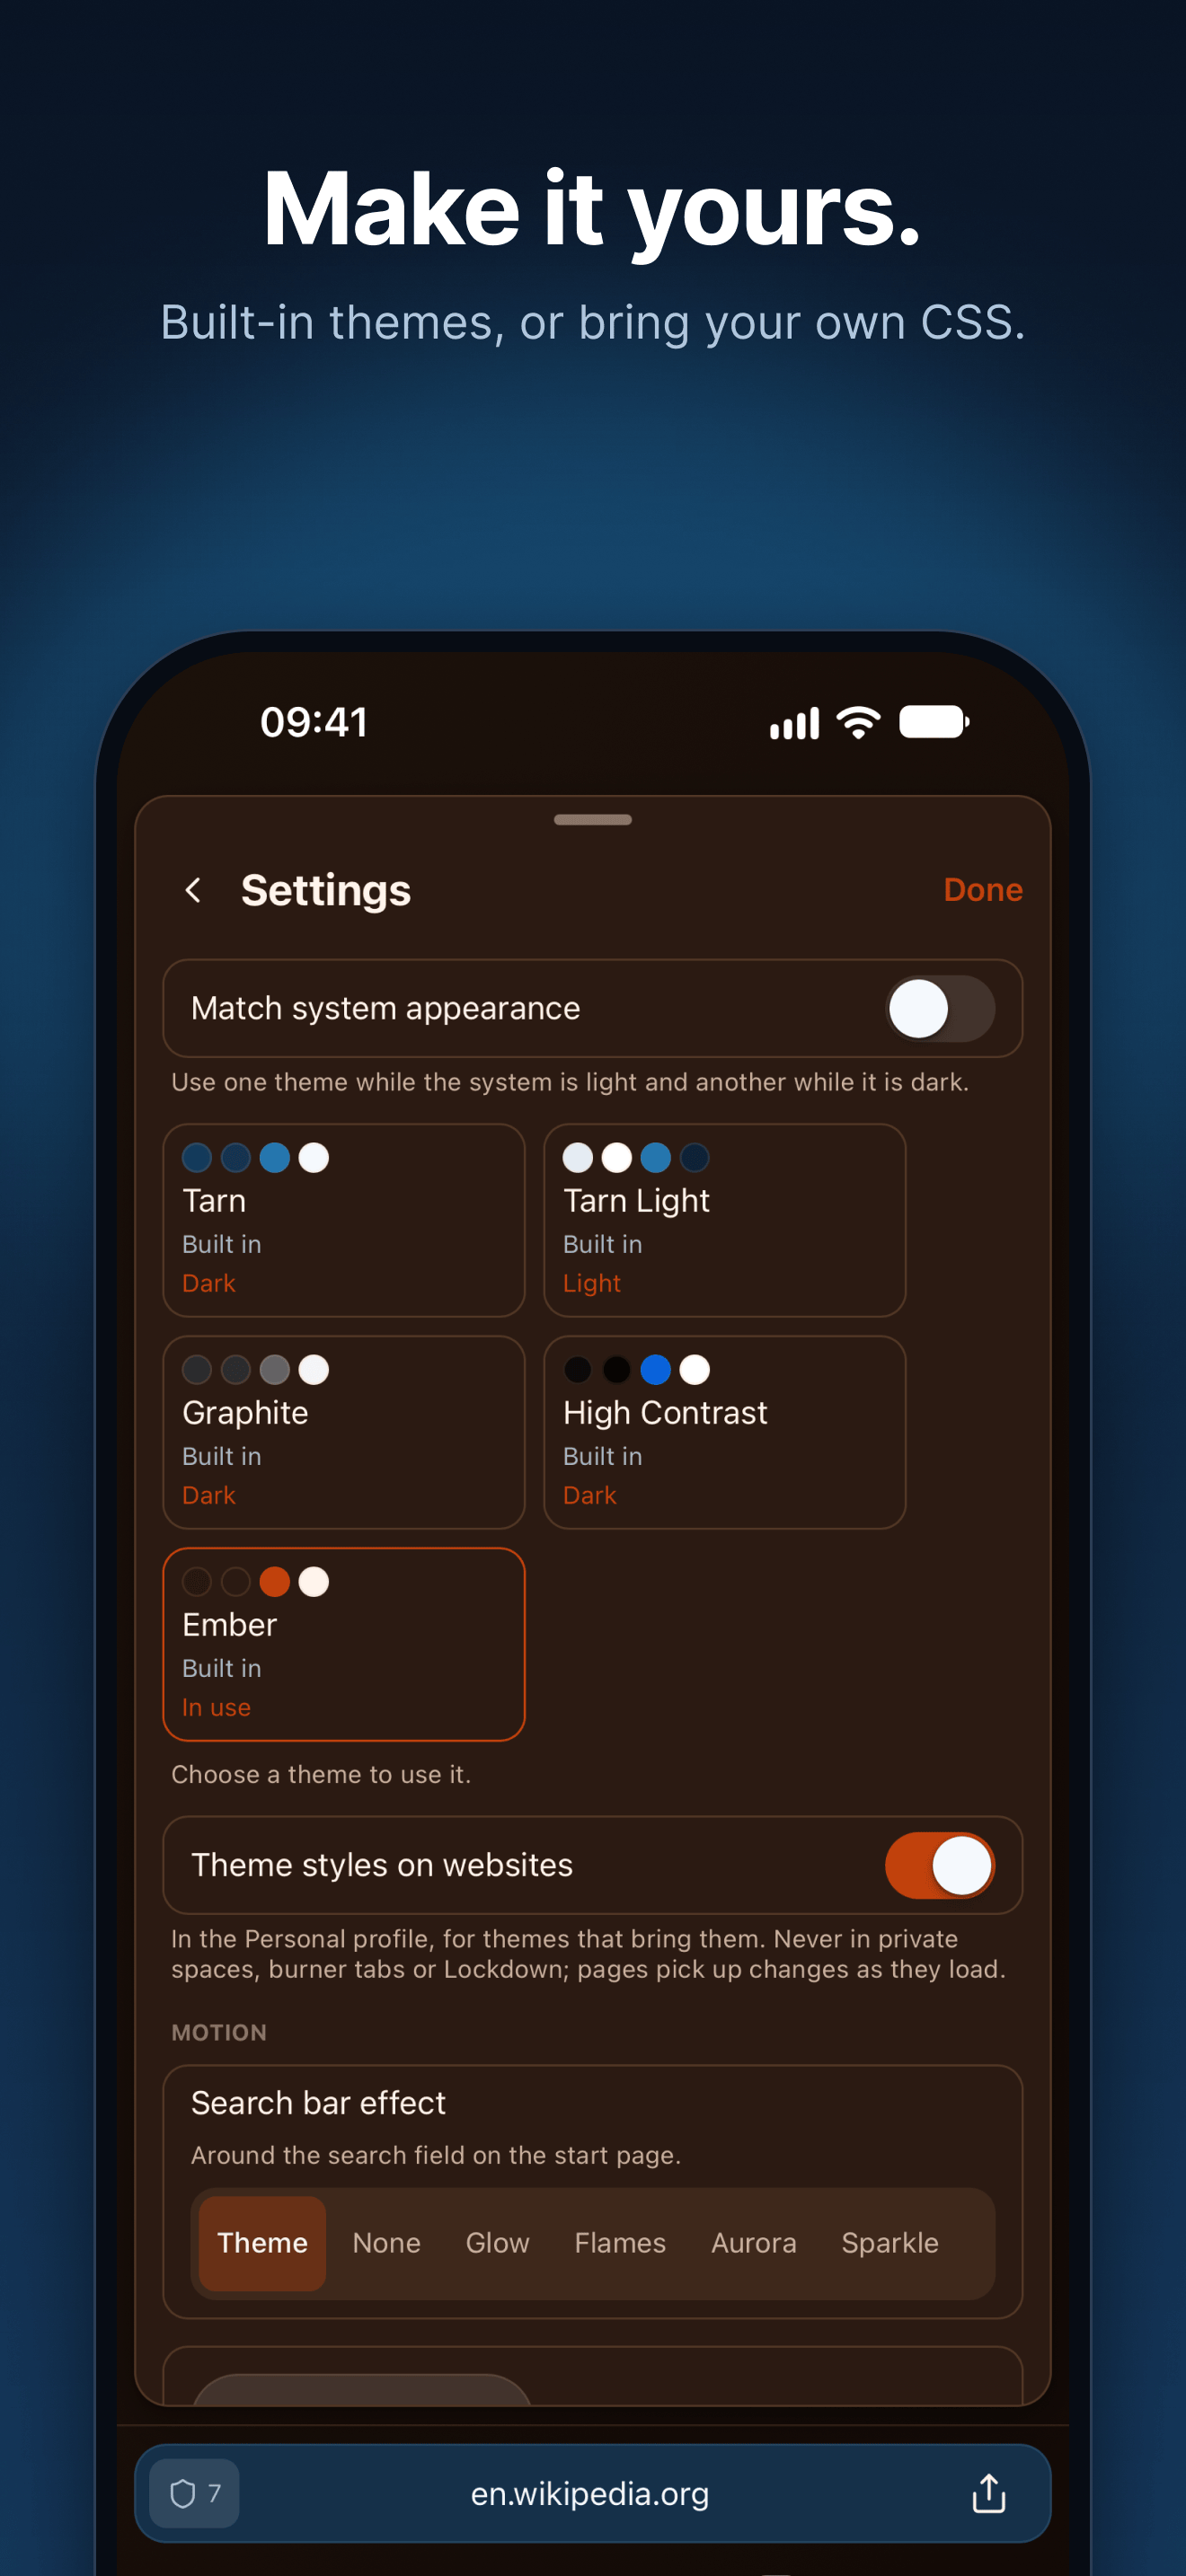 Make it yours.
Built-in themes, or bring your own CSS.
09:41
Settings
Done
Match system appearance
Use one theme while the system is light and another while it is dark.
Tarn
Built in
Dark
Tarn Light
Built in
Light
Graphite
Built in
Dark
High Contrast
Built in
Dark
Ember
Built in
In use
Choose a theme to use it.
Theme styles on websites
In the Personal profile, for themes that bring them. Never in private
spaces, burner tabs or Lockdown; pages pick up changes as they load.
MOTION
Search bar effect
Around the search field on the start page.
Theme None Glow Flames Aurora Sparkle
7
en.wikipedia.org